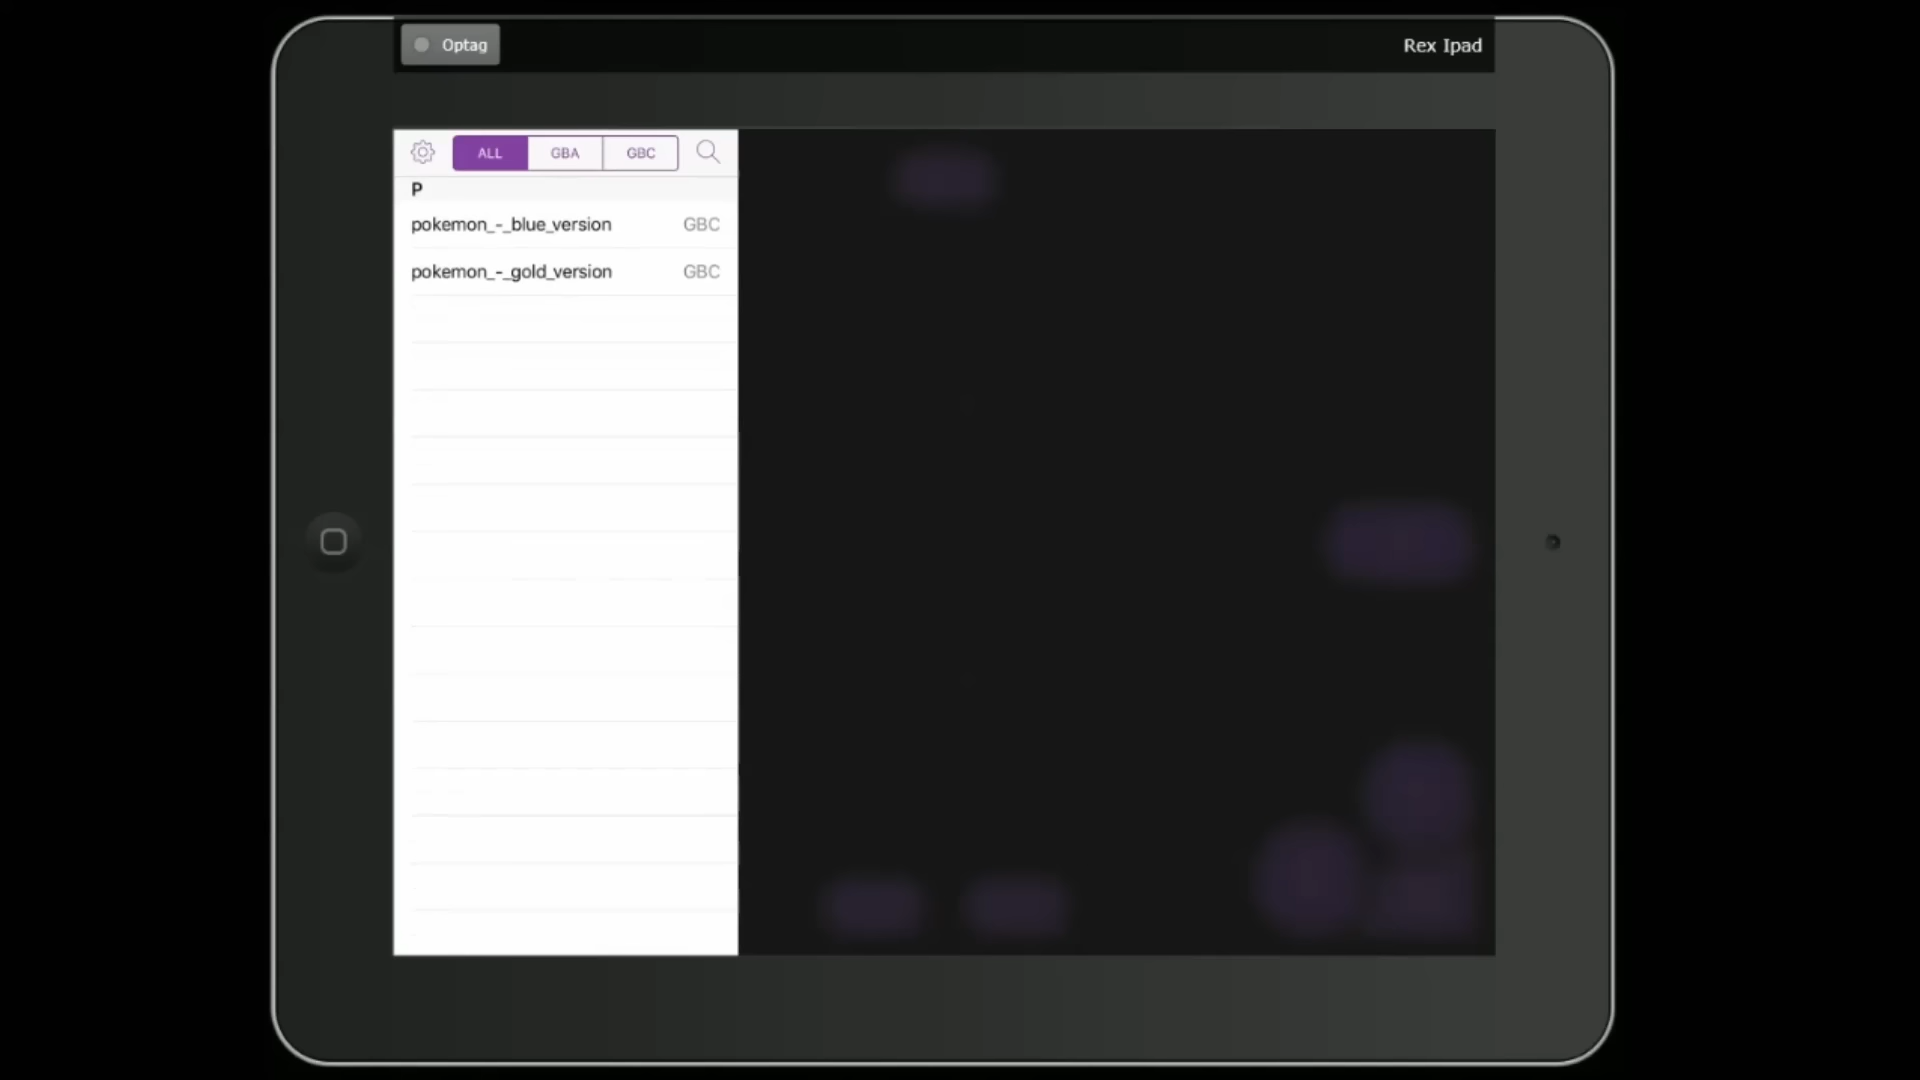 Optag
Rex Ipad
ALL
GBA
GBC
P
pokemon_-_blue_version GBC
pokemon_-_gold_version GBC